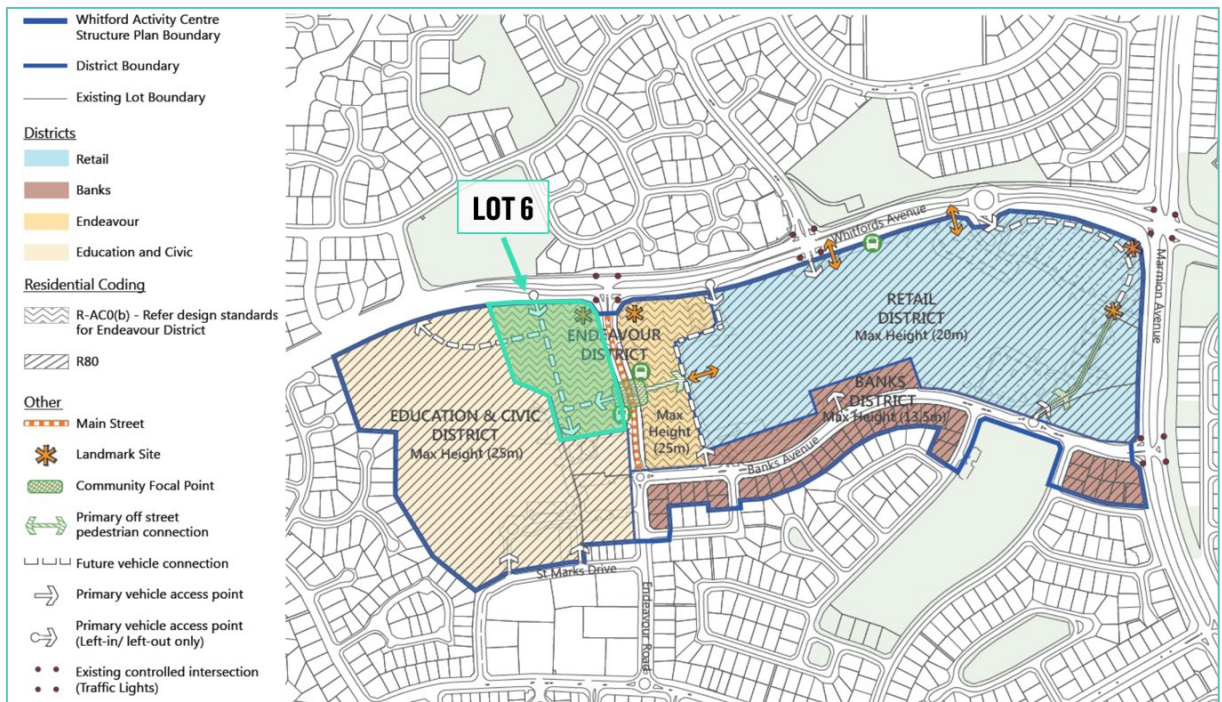 Whitford Activity Centre
Structure Plan Boundary
District Boundary
Existing Lot Boundary
Districts
Retail
Banks
Endeavour
Education and Civic
Residential Coding
R-AC0(b) - Refer design standards
for Endeavour District
R80
Other
Main Street
Landmark Site
Community Focal Point
Primary off street
pedestrian connection
Future vehicle connection
Primary vehicle access point
Primary vehicle access point
(Left-in/ left-out only)
Existing controlled intersection
(Traffic Lights)
LOT 6
Whitfords Avenue
Marmion Avenue
RETAIL
DISTRICT
Max Height (20m)
ENDEAVOUR
DISTRICT
BANKS
DISTRICT
Max Height (13.5m)
EDUCATION & CIVIC
DISTRICT
Max Height (25m)
Max
Height
(25m)
Banks Avenue
St Marks Drive
Endeavour Road